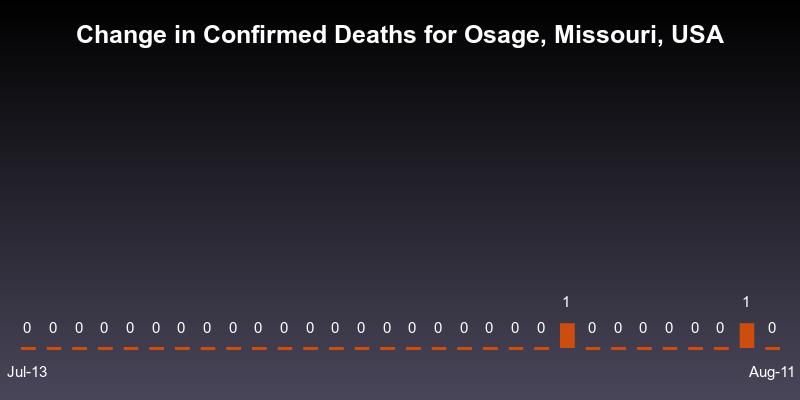 Change in Confirmed Deaths for Osage, Missouri, USA
1 1
0 0 0 0 0 0 0 0 0 0 0 0 0 0 0 0 0 0 0 0 0 0 0 0 0 0 0 0
Jul-13 Aug-11